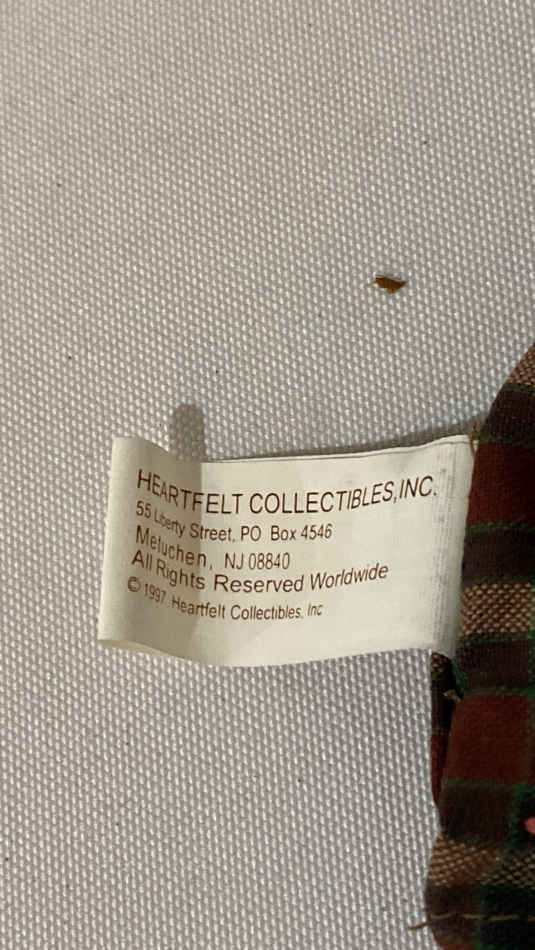 HEARTFELT COLLECTIBLES,INC.
55 Liberty Street, PO Box 4546
Meluchen, NJ 08840
All Rights Reserved Worldwide
© 1997 Heartfelt Collectibles, Inc